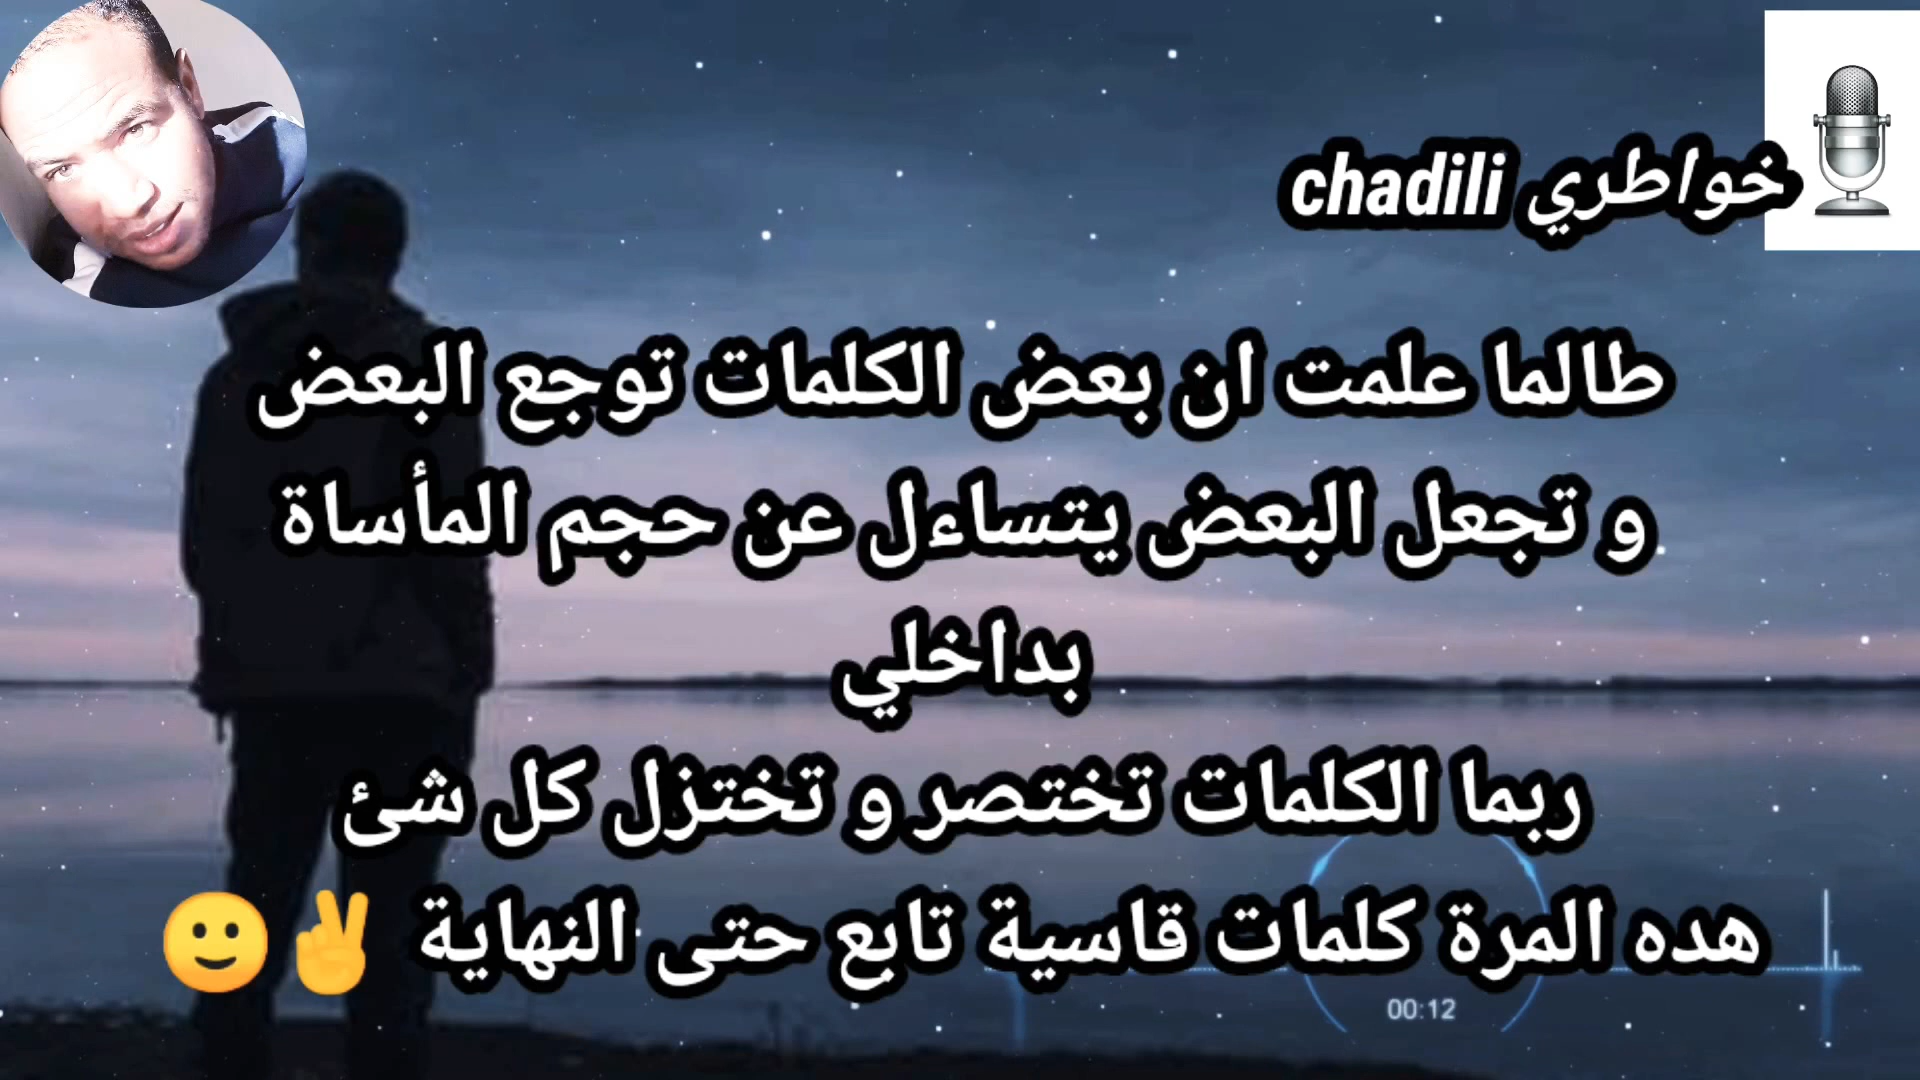 خواطري chadili
طالما علمت ان بعض الكلمات توجع البعض
و تجعل البعض يتساءل عن حجم المأساة
بداخلي
ربما الكلمات تختصر و تختزل كل شئ
هده المرة كلمات قاسية تابع حتى النهاية ✌🙂
00:12